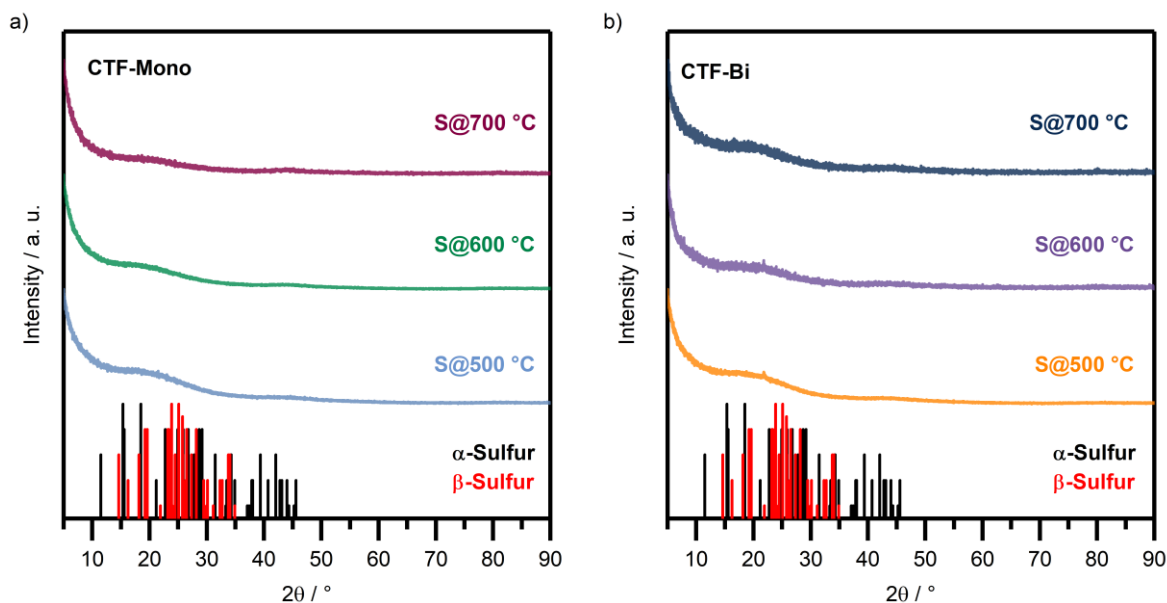 a)
CTF-Mono
S@700 °C
S@600 °C
S@500 °C
α-Sulfur
β-Sulfur
Intensity / a. u.
10 20 30 40 50 60 70 80 90
2θ / °
b)
CTF-Bi
S@700 °C
S@600 °C
S@500 °C
α-Sulfur
β-Sulfur
Intensity / a. u.
10 20 30 40 50 60 70 80 90
2θ / °